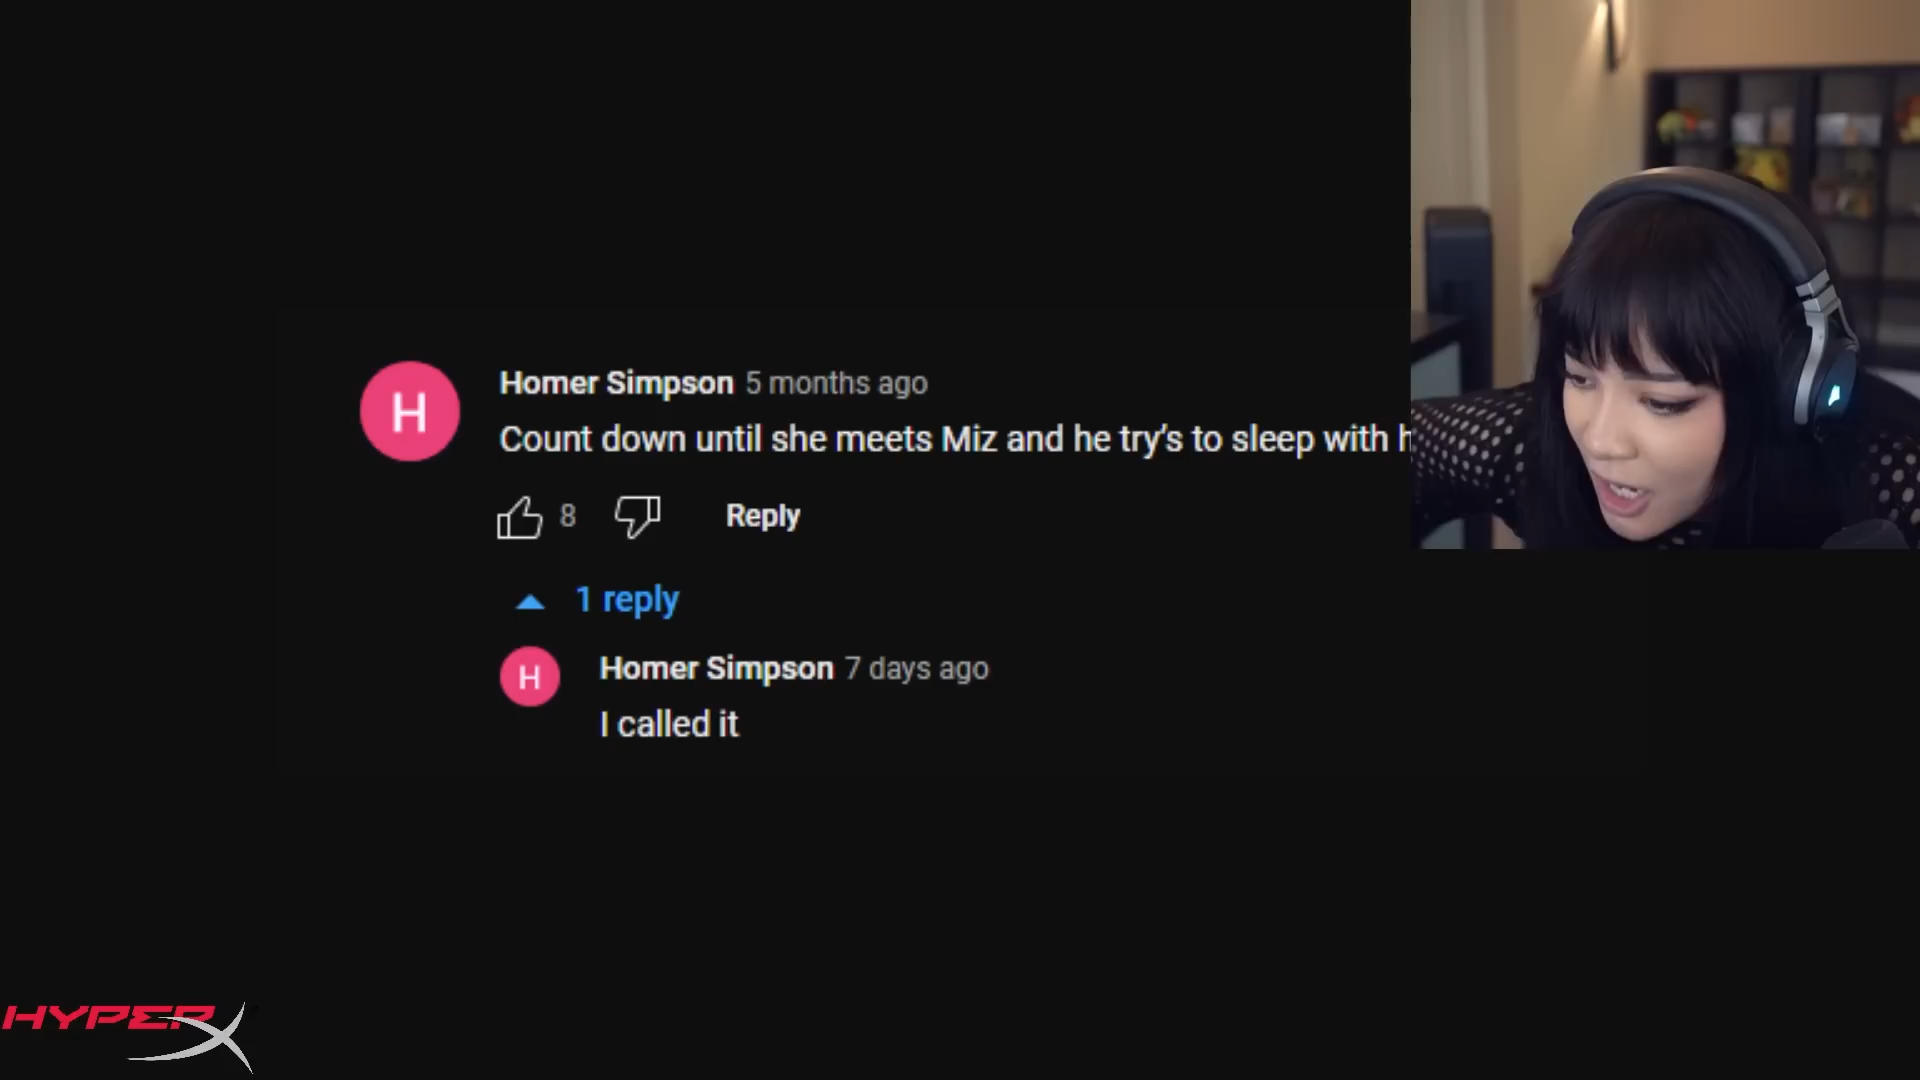 Homer Simpson 5 months ago
Count down until she meets Miz and he try's to sleep with h
8 Reply
1 reply
Homer Simpson 7 days ago
I called it
H
H
HYPERX